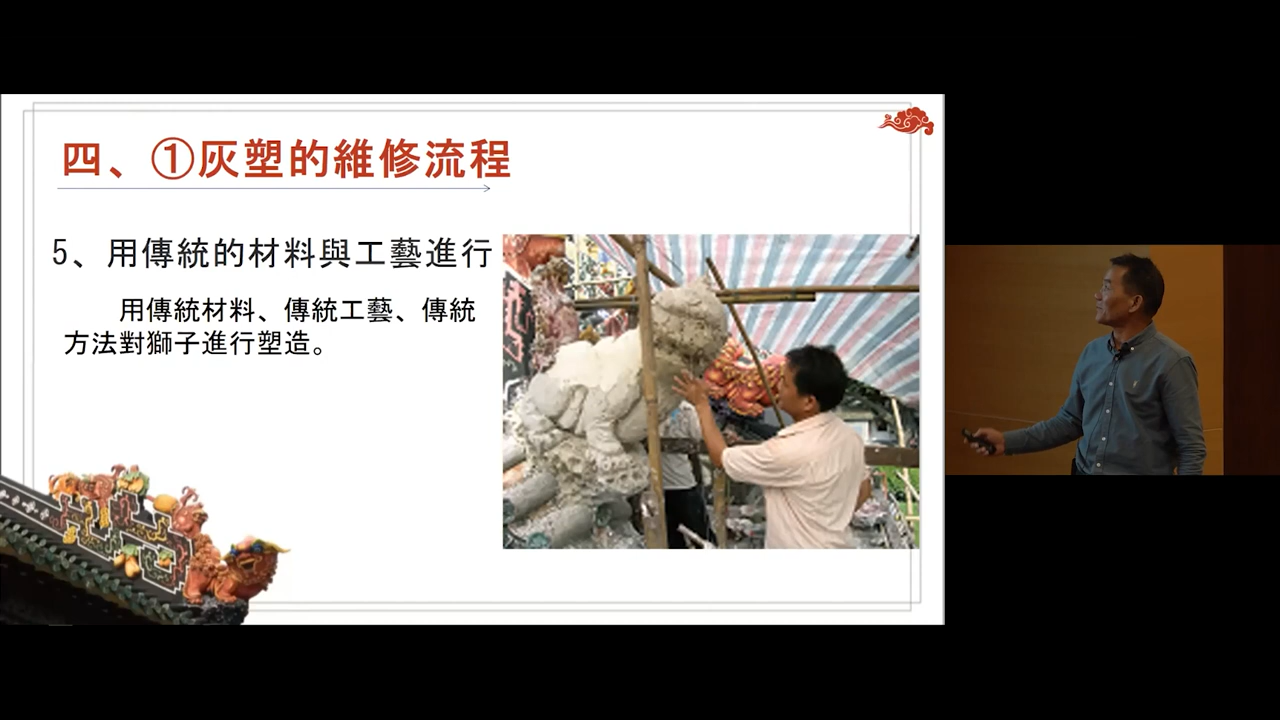 四、①灰塑的維修流程
5、用傳統的材料與工藝進行
用傳統材料、傳統工藝、傳統
方法對獅子進行塑造。